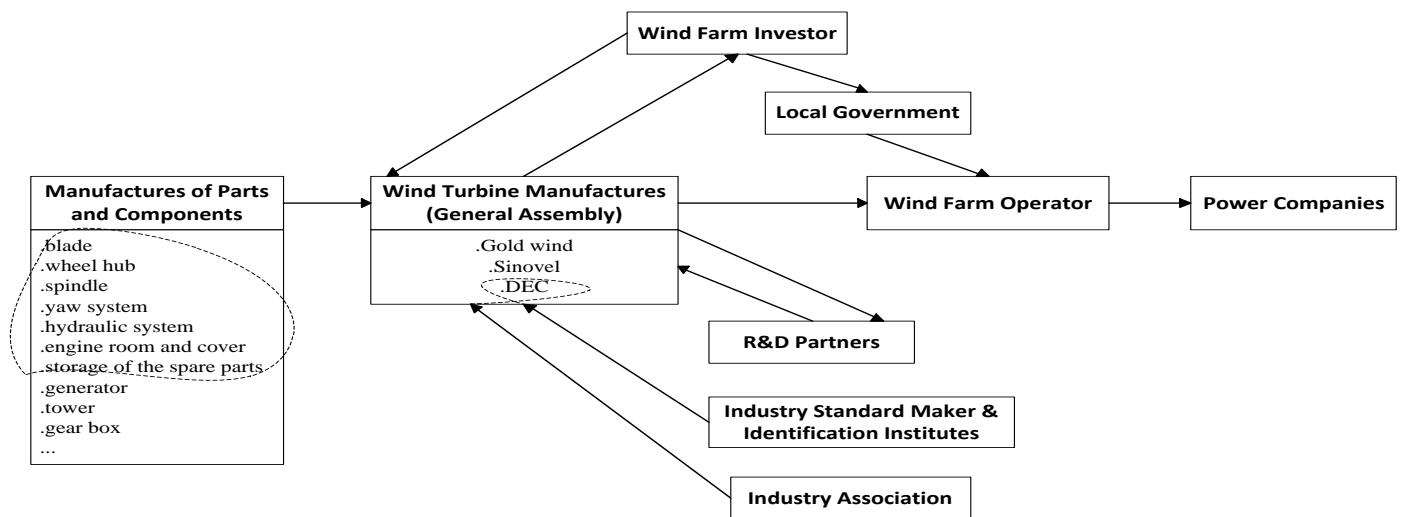 Wind Farm Investor
Local Government
Manufactures of Parts
and Components
.blade
.wheel hub
.spindle
.yaw system
.hydraulic system
.engine room and cover
.storage of the spare parts
.generator
.tower
.gear box
...
Wind Turbine Manufactures
(General Assembly)
.Gold wind
.Sinovel
.DEC
Wind Farm Operator
Power Companies
R&D Partners
Industry Standard Maker &
Identification Institutes
Industry Association